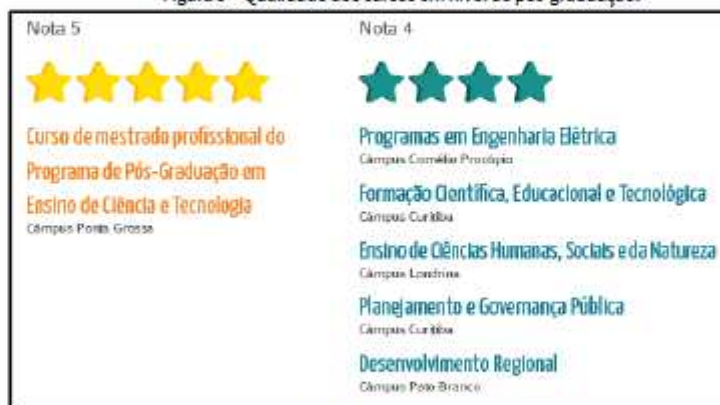 Nota 5
Curso de mestrado profissional do
Programa de Pós-Graduação em
Ensino de Ciência e Tecnologia
Câmpus Ponta Grossa
Nota 4
Programas em Engenharia Elétrica
Câmpus Cornélio Procópio
Formação Científica, Educacional e Tecnológica
Câmpus Curitiba
Ensino de Ciências Humanas, Sociais e da Natureza
Câmpus Londrina
Planejamento e Governança Pública
Câmpus Curitiba
Desenvolvimento Regional
Câmpus Pato Branco